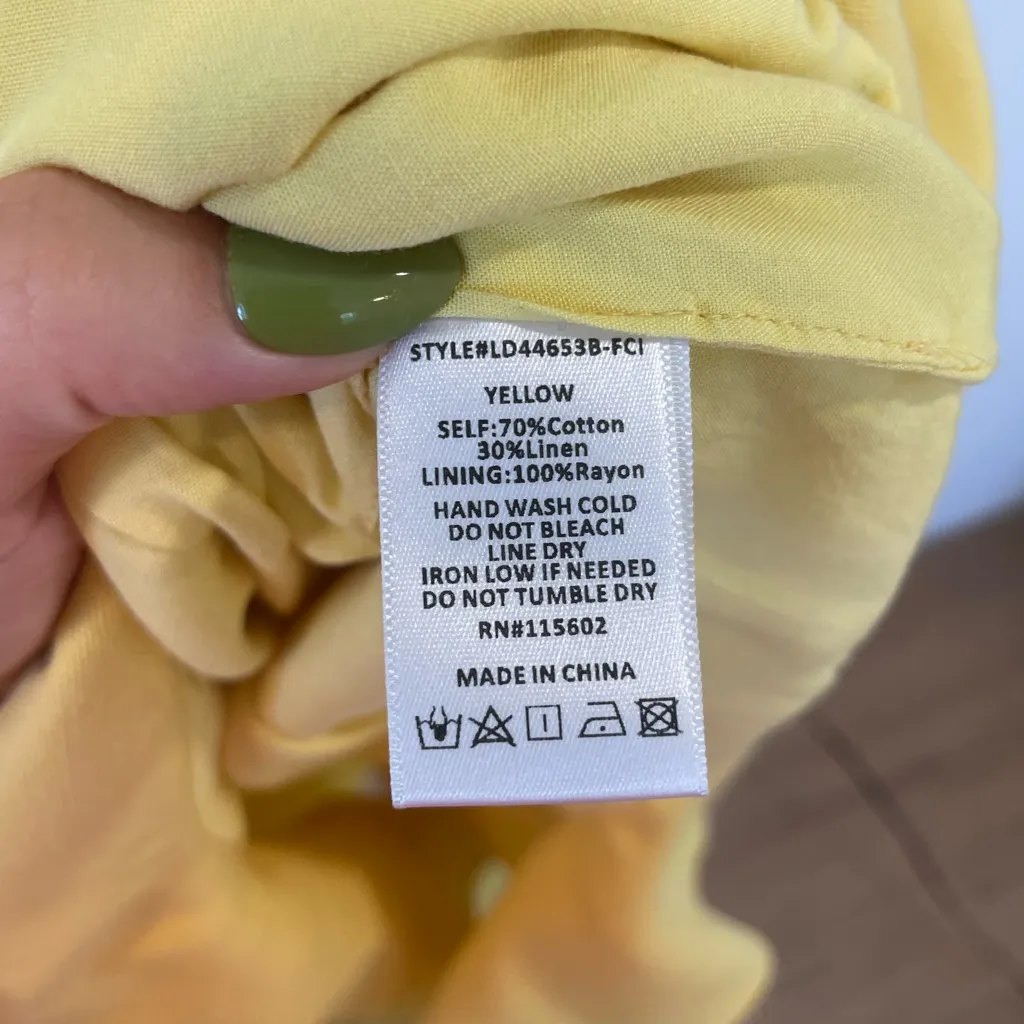 STYLE#LD44653B-FCI
YELLOW
SELF:70%Cotton
30%Linen
LINING:100%Rayon
HAND WASH COLD
DO NOT BLEACH
LINE DRY
IRON LOW IF NEEDED
DO NOT TUMBLE DRY
RN#115602
MADE IN CHINA